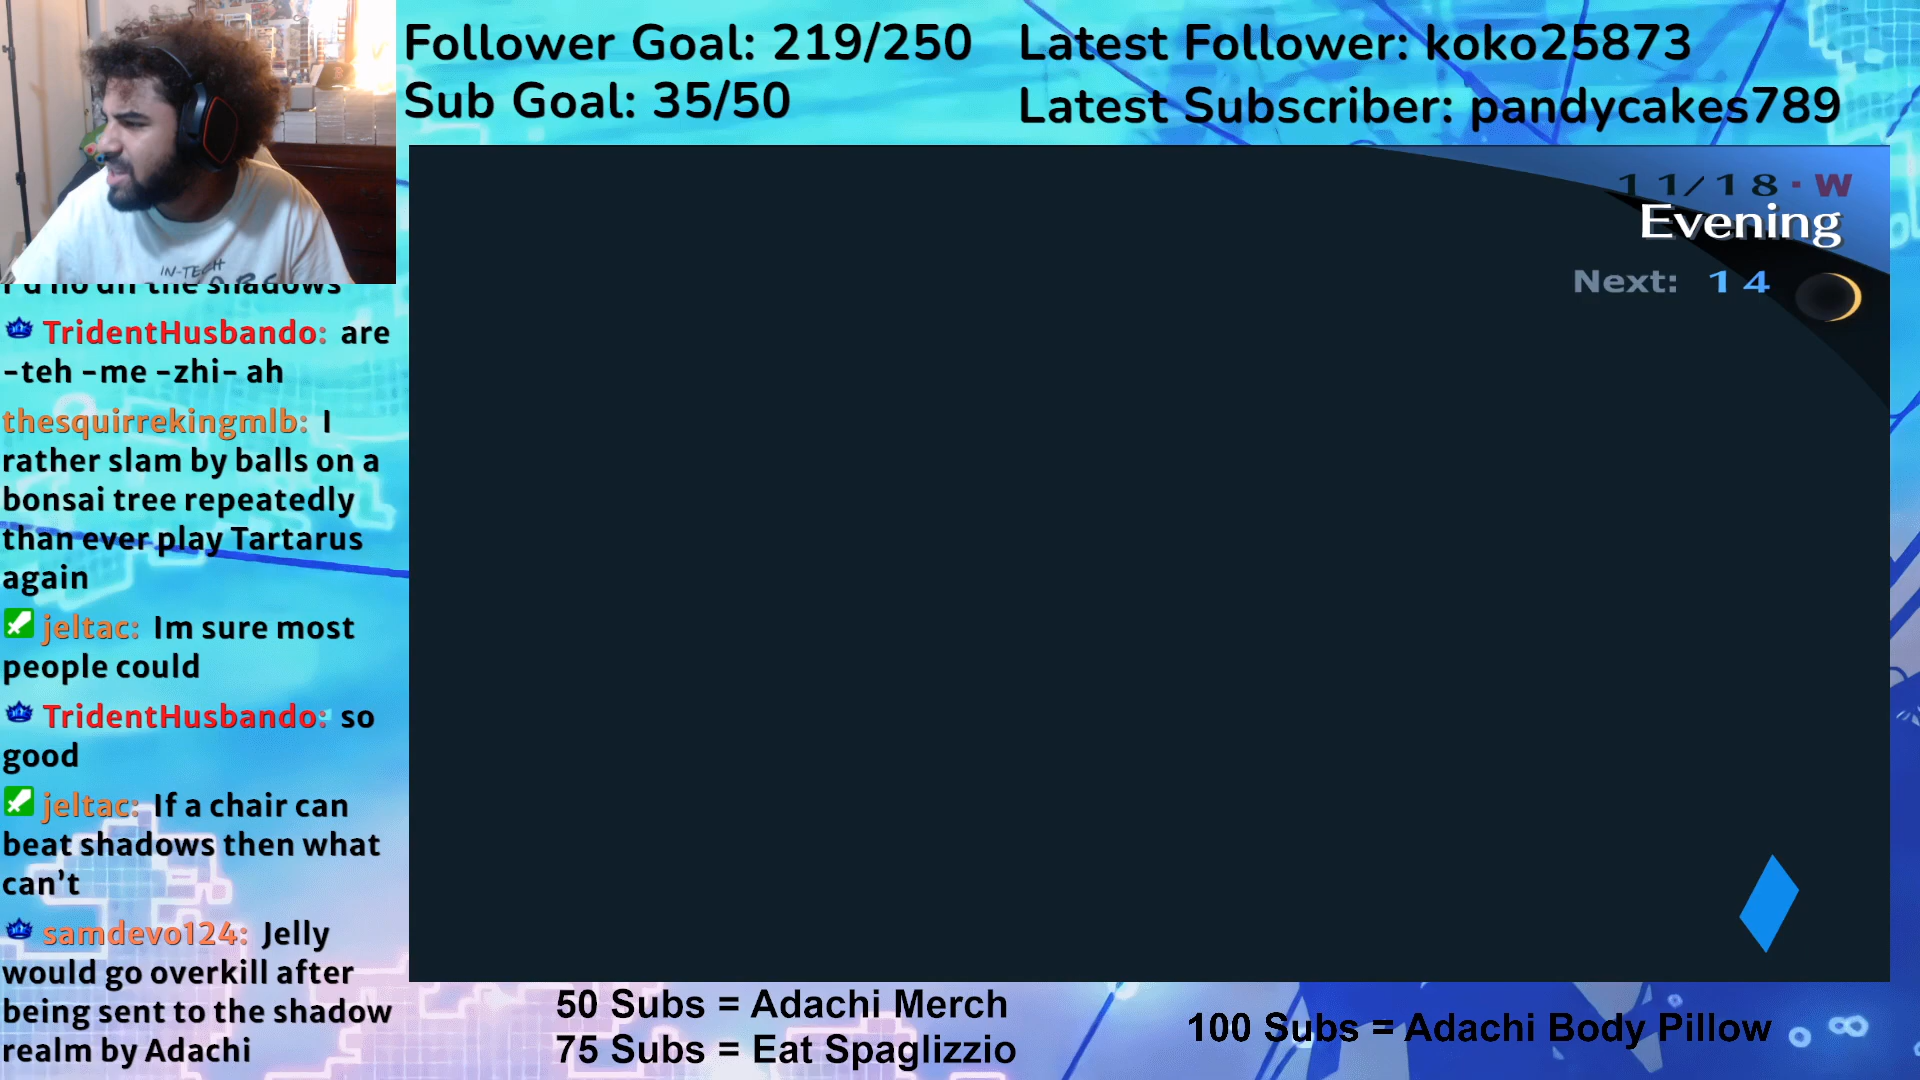 Follower Goal: 219/250
Sub Goal: 35/50
Latest Follower: koko25873
Latest Subscriber: pandycakes789
11/18 · W
Evening
Next: 14
IN-TECH
the shadows
TridentHusbando: are
-teh -me -zhi- ah
thesquirrekingmlb: I
rather slam by balls on a
bonsai tree repeatedly
than ever play Tartarus
again
jeltac: Im sure most
people could
TridentHusbando: so
good
jeltac: If a chair can
beat shadows then what
can't
samdevo124: Jelly
would go overkill after
being sent to the shadow
realm by Adachi
50 Subs = Adachi Merch
75 Subs = Eat Spaglizzio
100 Subs = Adachi Body Pillow